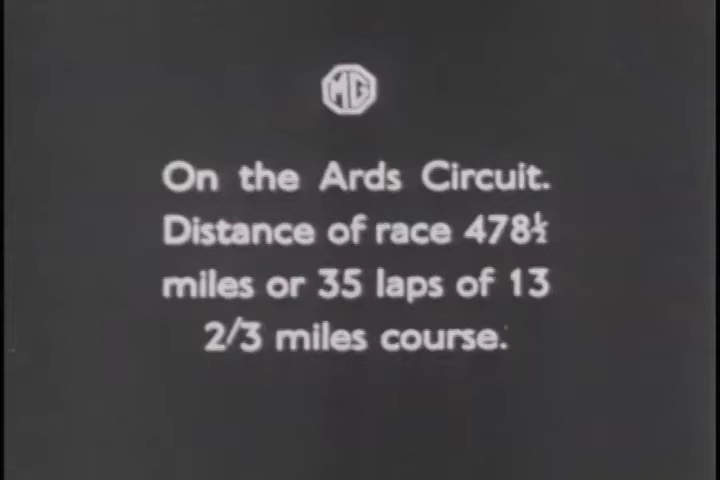 MG
On the Ards Circuit.
Distance of race 478½
miles or 35 laps of 13
2/3 miles course.